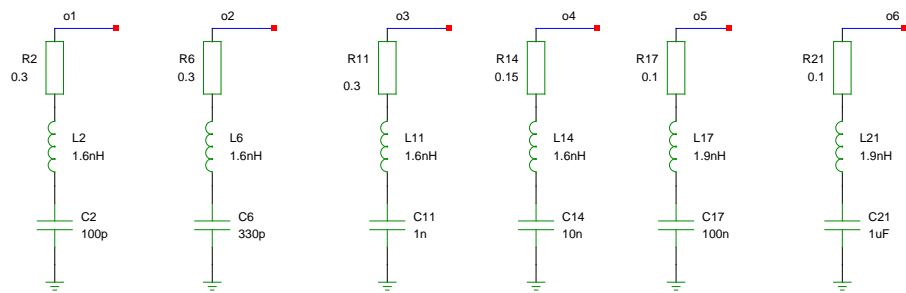 o1
R2
0.3
L2
1.6nH
C2
100p
o2
R6
0.3
L6
1.6nH
C6
330p
o3
R11
0.3
L11
1.6nH
C11
1n
o4
R14
0.15
L14
1.6nH
C14
10n
o5
R17
0.1
L17
1.9nH
C17
100n
o6
R21
0.1
L21
1.9nH
C21
1uF